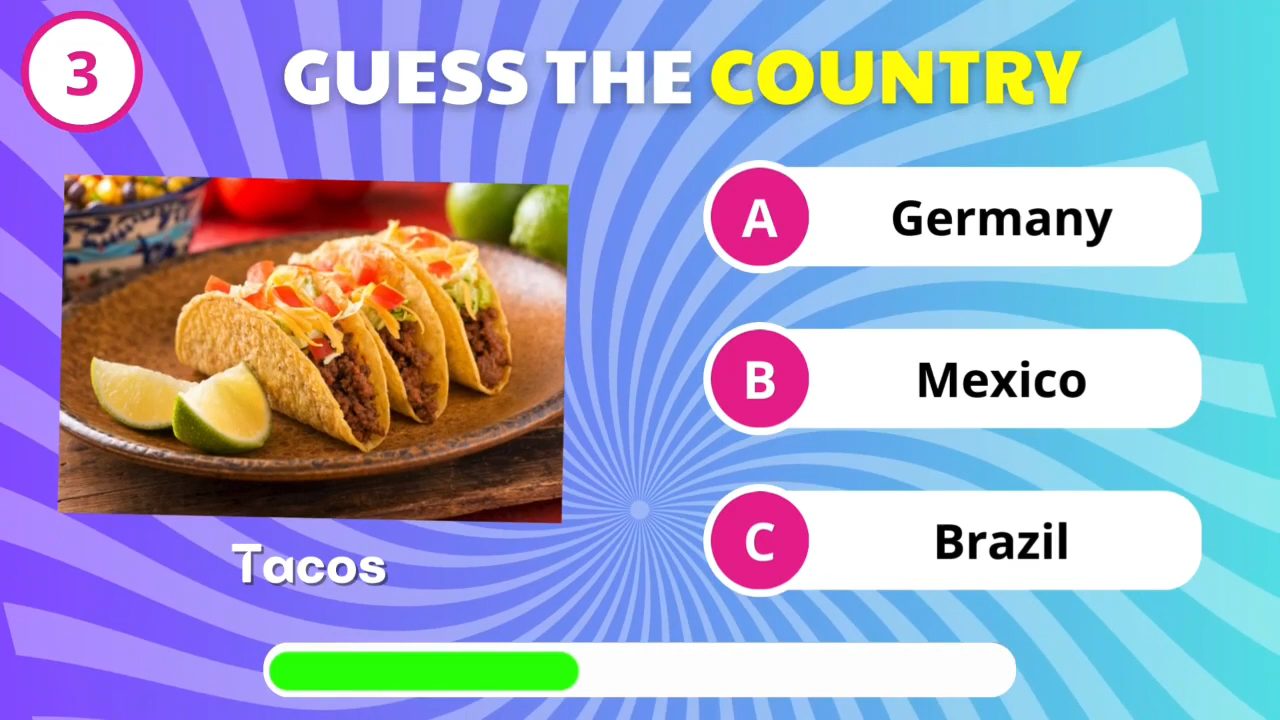 3
GUESS THE COUNTRY
A Germany
B Mexico
C Brazil
Tacos